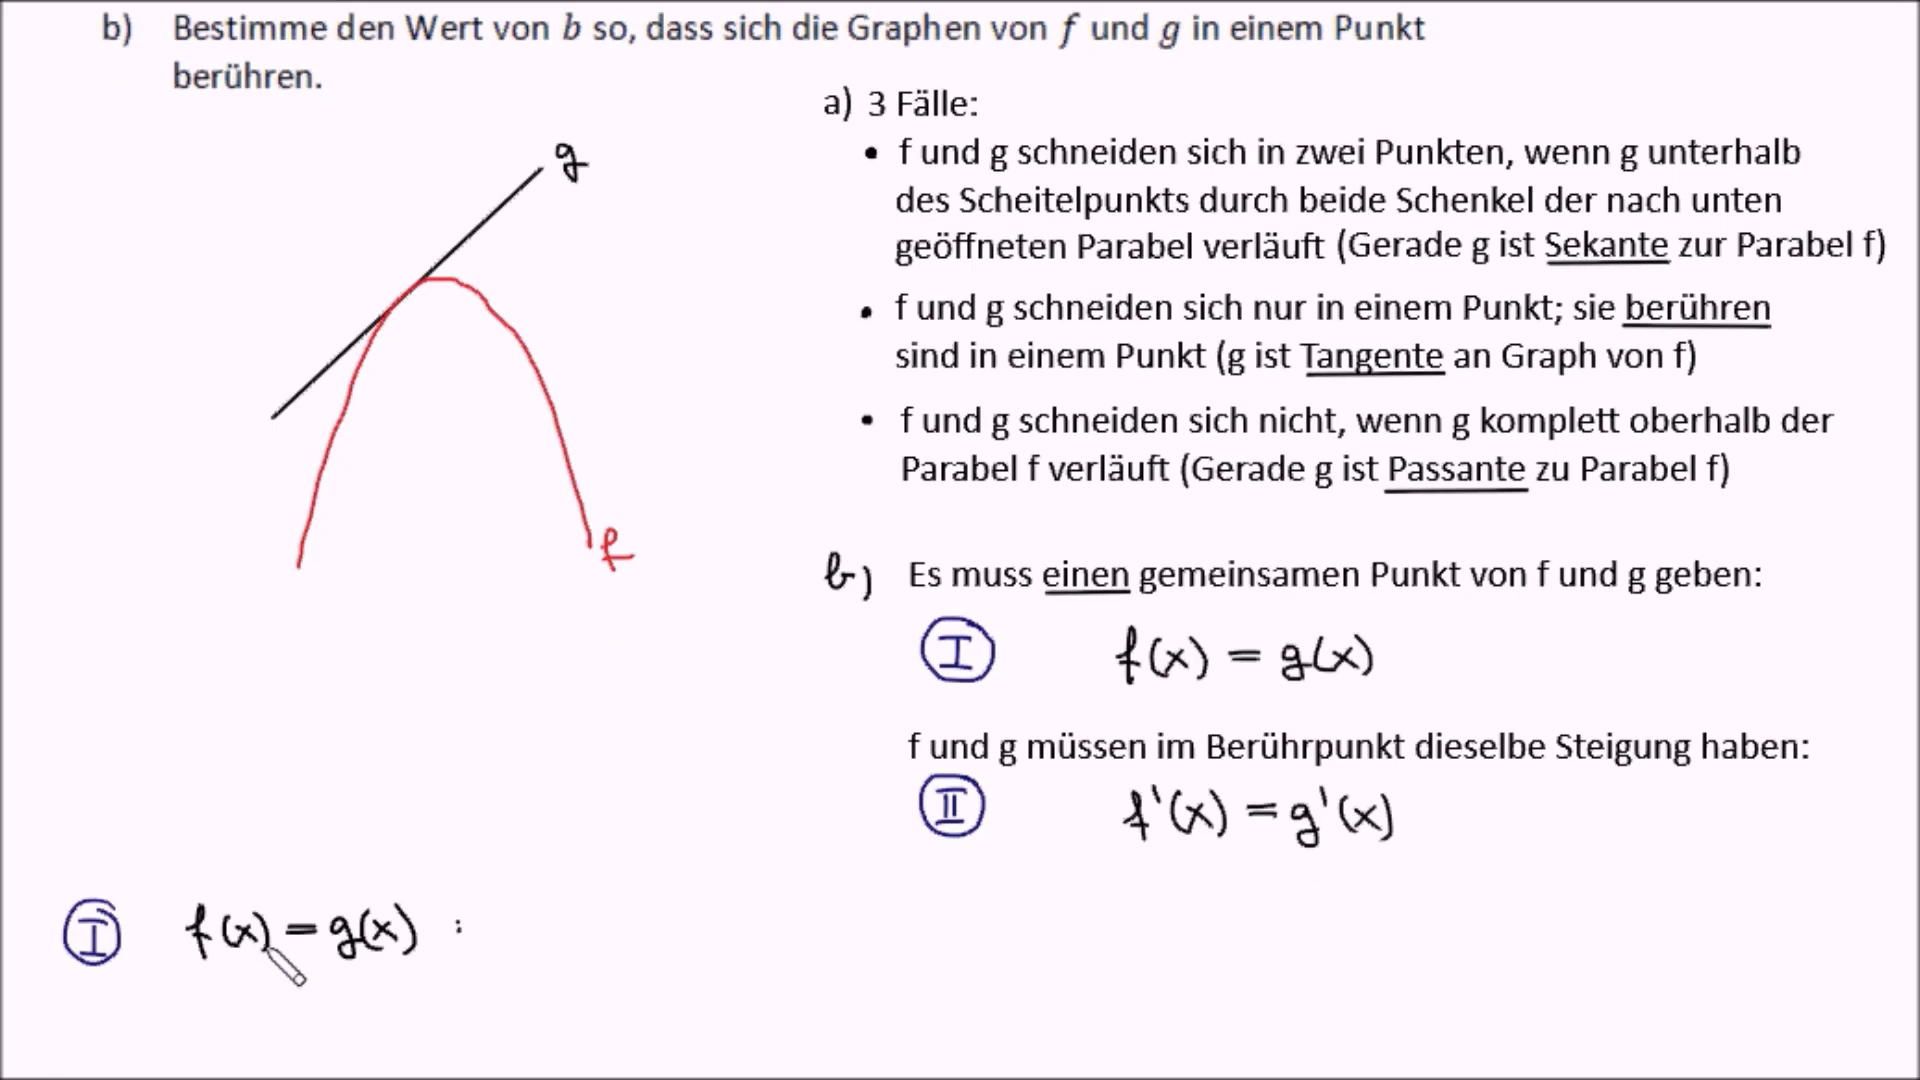 b) Bestimme den Wert von b so, dass sich die Graphen von f und g in einem Punkt
berühren.
g
f
a) 3 Fälle:
• f und g schneiden sich in zwei Punkten, wenn g unterhalb
des Scheitelpunkts durch beide Schenkel der nach unten
geöffneten Parabel verläuft (Gerade g ist Sekante zur Parabel f)
• f und g schneiden sich nur in einem Punkt; sie berühren
sind in einem Punkt (g ist Tangente an Graph von f)
• f und g schneiden sich nicht, wenn g komplett oberhalb der
Parabel f verläuft (Gerade g ist Passante zu Parabel f)
b) Es muss einen gemeinsamen Punkt von f und g geben:
I f(x) = g(x)
f und g müssen im Berührpunkt dieselbe Steigung haben:
II f'(x) = g'(x)
I f(x) = g(x) :